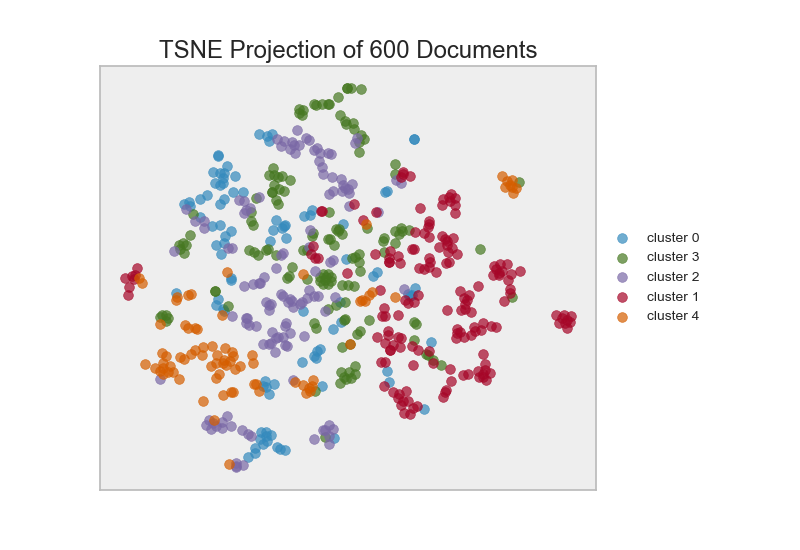 TSNE Projection of 600 Documents
cluster 0
cluster 3
cluster 2
cluster 1
cluster 4